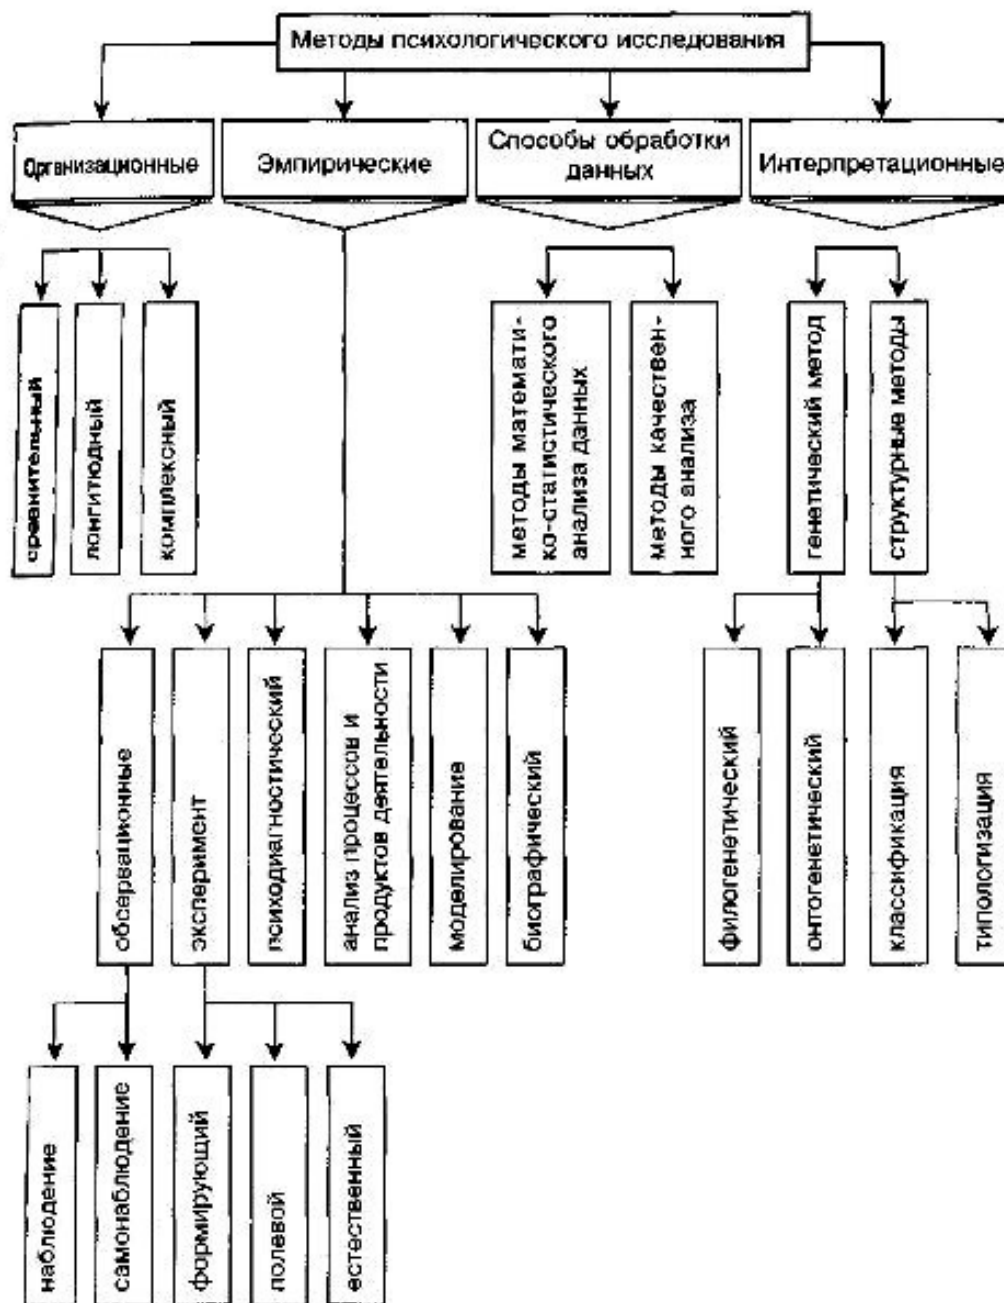 Методы психологического исследования
Организационные
Эмпирические
Способы обработки
данных
Интерпретационные
сравнительный
лонгитюдный
комплексный
методы математи-
ко-статистического
анализа данных
методы качествен-
ного анализа
генетический метод
структурные методы
обсервационные
эксперимент
психодиагностический
анализ процессов и
продуктов деятельности
моделирование
биографический
филогенетический
онтогенетический
классификация
типологизация
наблюдение
самонаблюдение
формирующий
полевой
естественный